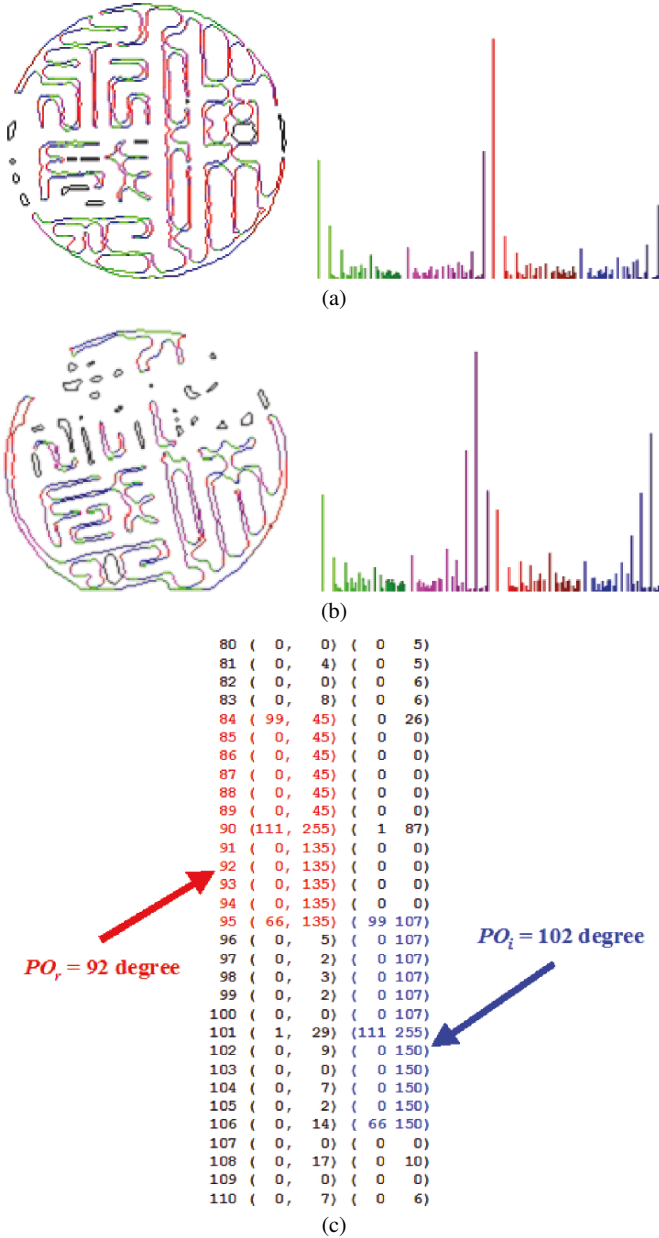 (a)
(b)
80 ( 0, 0) ( 0 5)
81 ( 0, 4) ( 0 5)
82 ( 0, 0) ( 0 6)
83 ( 0, 8) ( 0 6)
84 ( 99, 45) ( 0 26)
85 ( 0, 45) ( 0 0)
86 ( 0, 45) ( 0 0)
87 ( 0, 45) ( 0 0)
88 ( 0, 45) ( 0 0)
89 ( 0, 45) ( 0 0)
90 (111, 255) ( 1 87)
91 ( 0, 135) ( 0 0)
92 ( 0, 135) ( 0 0)
93 ( 0, 135) ( 0 0)
94 ( 0, 135) ( 0 0)
95 ( 66, 135) ( 99 107)
96 ( 0, 5) ( 0 107)
97 ( 0, 2) ( 0 107)
98 ( 0, 3) ( 0 107)
99 ( 0, 2) ( 0 107)
100 ( 0, 0) ( 0 107)
101 ( 1, 29) (111 255)
102 ( 0, 9) ( 0 150)
103 ( 0, 0) ( 0 150)
104 ( 0, 7) ( 0 150)
105 ( 0, 2) ( 0 150)
106 ( 0, 14) ( 66 150)
107 ( 0, 0) ( 0 0)
108 ( 0, 17) ( 0 10)
109 ( 0, 0) ( 0 0)
110 ( 0, 7) ( 0 6)
POr = 92 degree
POi = 102 degree
(c)